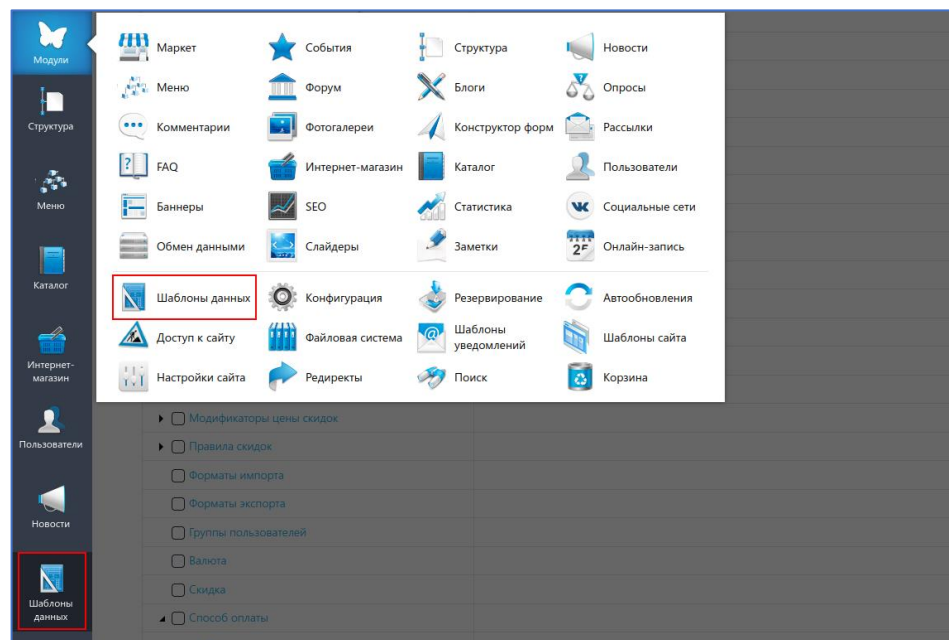 Модули
Маркет
События
Структура
Новости
Меню
Форум
Блоги
Опросы
Комментарии
Фотогалереи
Конструктор форм
Рассылки
FAQ
Интернет-магазин
Каталог
Пользователи
Баннеры
SEO
Статистика
Социальные сети
Обмен данными
Слайдеры
Заметки
Онлайн-запись
Шаблоны данных
Конфигурация
Резервирование
Автообновления
Доступ к сайту
Файловая система
Шаблоны
уведомлений
Шаблоны сайта
Настройки сайта
Редиректы
Поиск
Корзина
Структура
Меню
Каталог
Интернет-
магазин
Пользователи
Новости
Шаблоны
данных
Модификаторы цены скидок
Правила скидок
Форматы импорта
Форматы экспорта
Группы пользователей
Валюта
Скидка
Способ оплаты